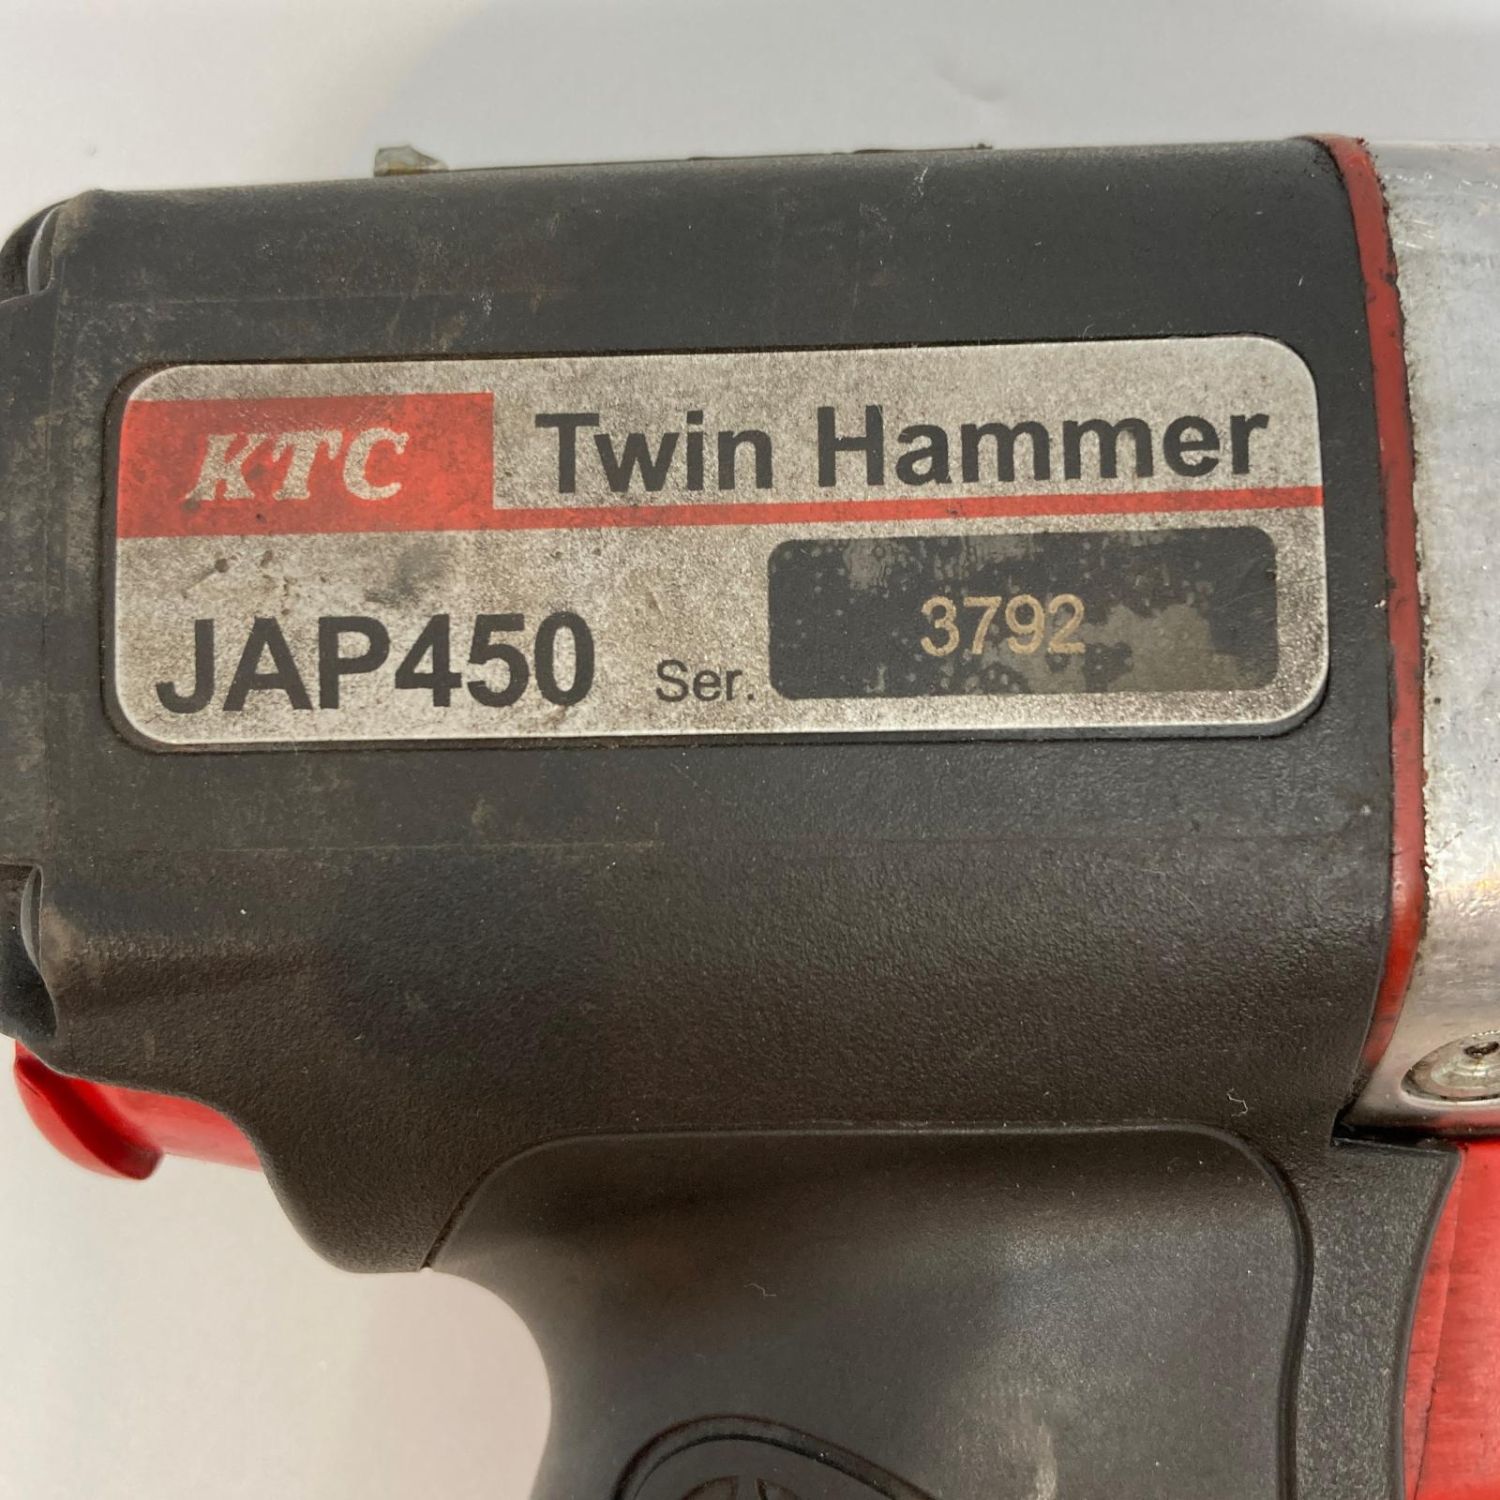 KTC Twin Hammer
JAP450 Ser. 3792